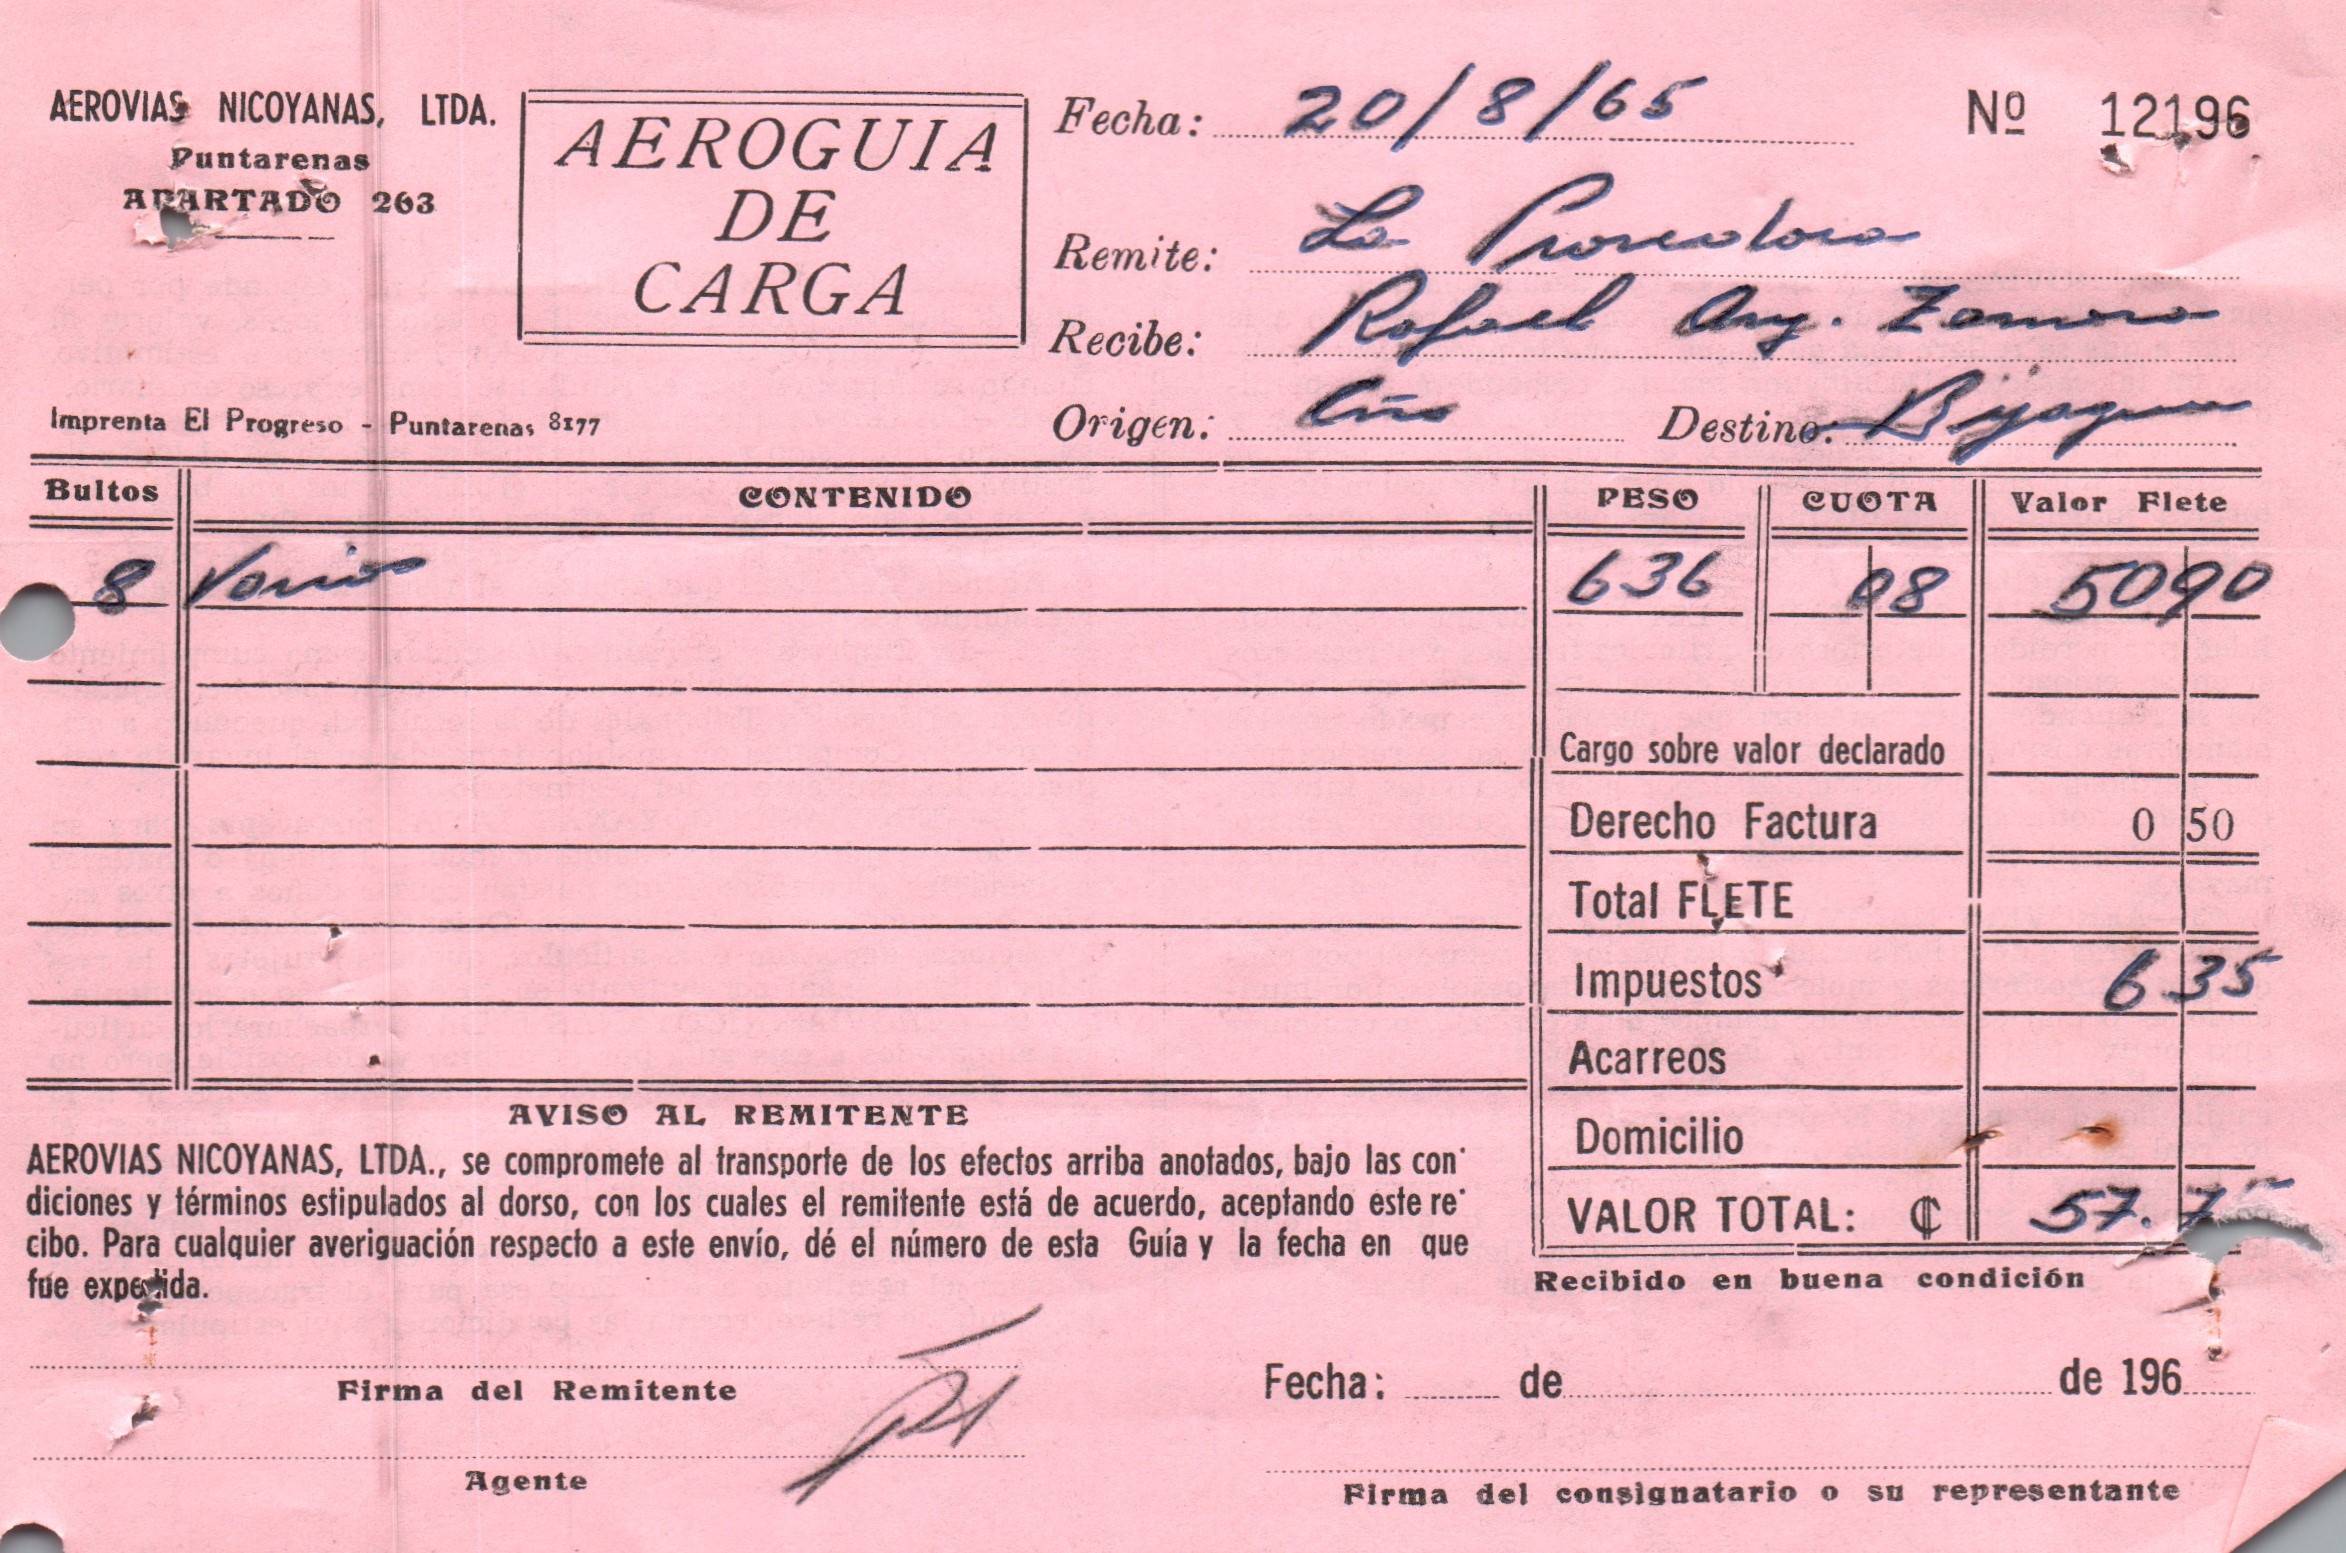 AEROVIAS NICOYANAS, LTDA.
Puntarenas
APARTADO 263
AEROGUIA
DE
CARGA
Imprenta El Progreso - Puntarenas 8177
Fecha: 20/8/65
Nº 12196
Remite: La
Recibe: Rafael Ang. Zamora
Origen:
Destino: Bijagua
Bultos CONTENIDO PESO CUOTA Valor Flete
8 Varios 636 08 50 90
Cargo sobre valor declarado
Derecho Factura 0 50
Total FLETE
Impuestos 6 35
Acarreos
Domicilio
VALOR TOTAL: ₡ 57.75
AVISO AL REMITENTE
AEROVIAS NICOYANAS, LTDA., se compromete al transporte de los efectos arriba anotados, bajo las con-
diciones y términos estipulados al dorso, con los cuales el remitente está de acuerdo, aceptando este re-
cibo. Para cualquier averiguación respecto a este envío, dé el número de esta Guía y la fecha en que
fue expedida.
Recibido en buena condición
Firma del Remitente
Fecha: de de 196
Agente
Firma del consignatario o su representante